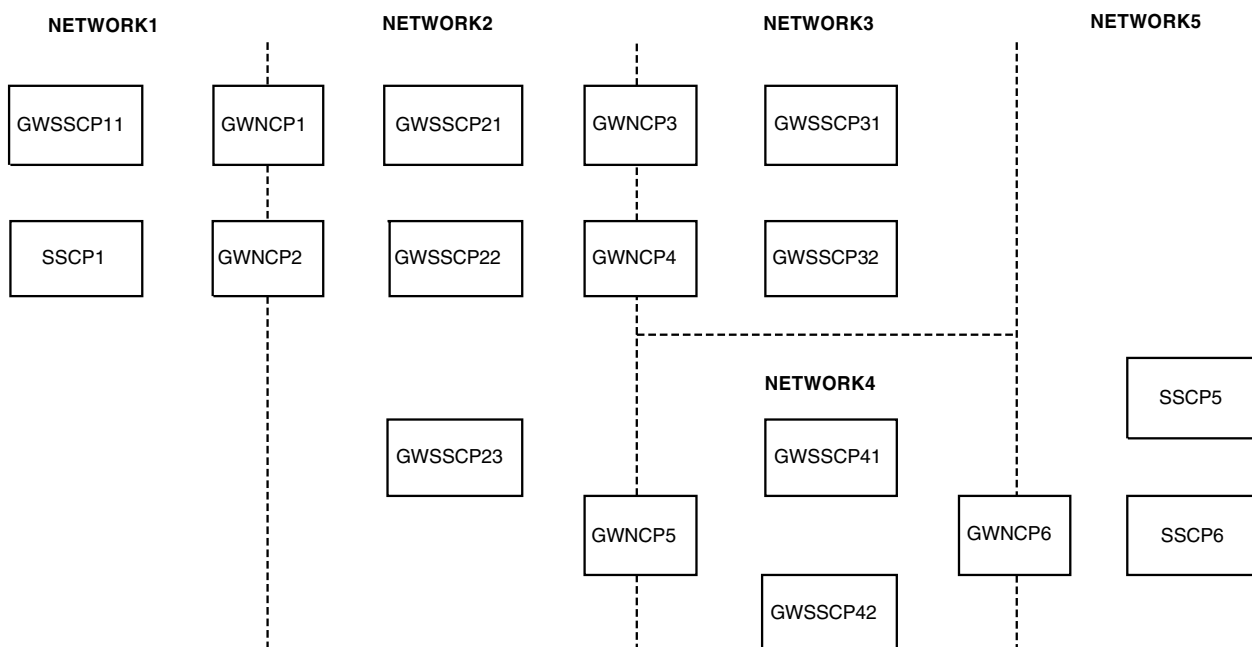 NETWORK1
NETWORK2
NETWORK3
NETWORK5
GWSSCP11
GWNCP1
GWSSCP21
GWNCP3
GWSSCP31
SSCP1
GWNCP2
GWSSCP22
GWNCP4
GWSSCP32
NETWORK4
SSCP5
GWSSCP23
GWSSCP41
GWNCP5
GWNCP6
SSCP6
GWSSCP42